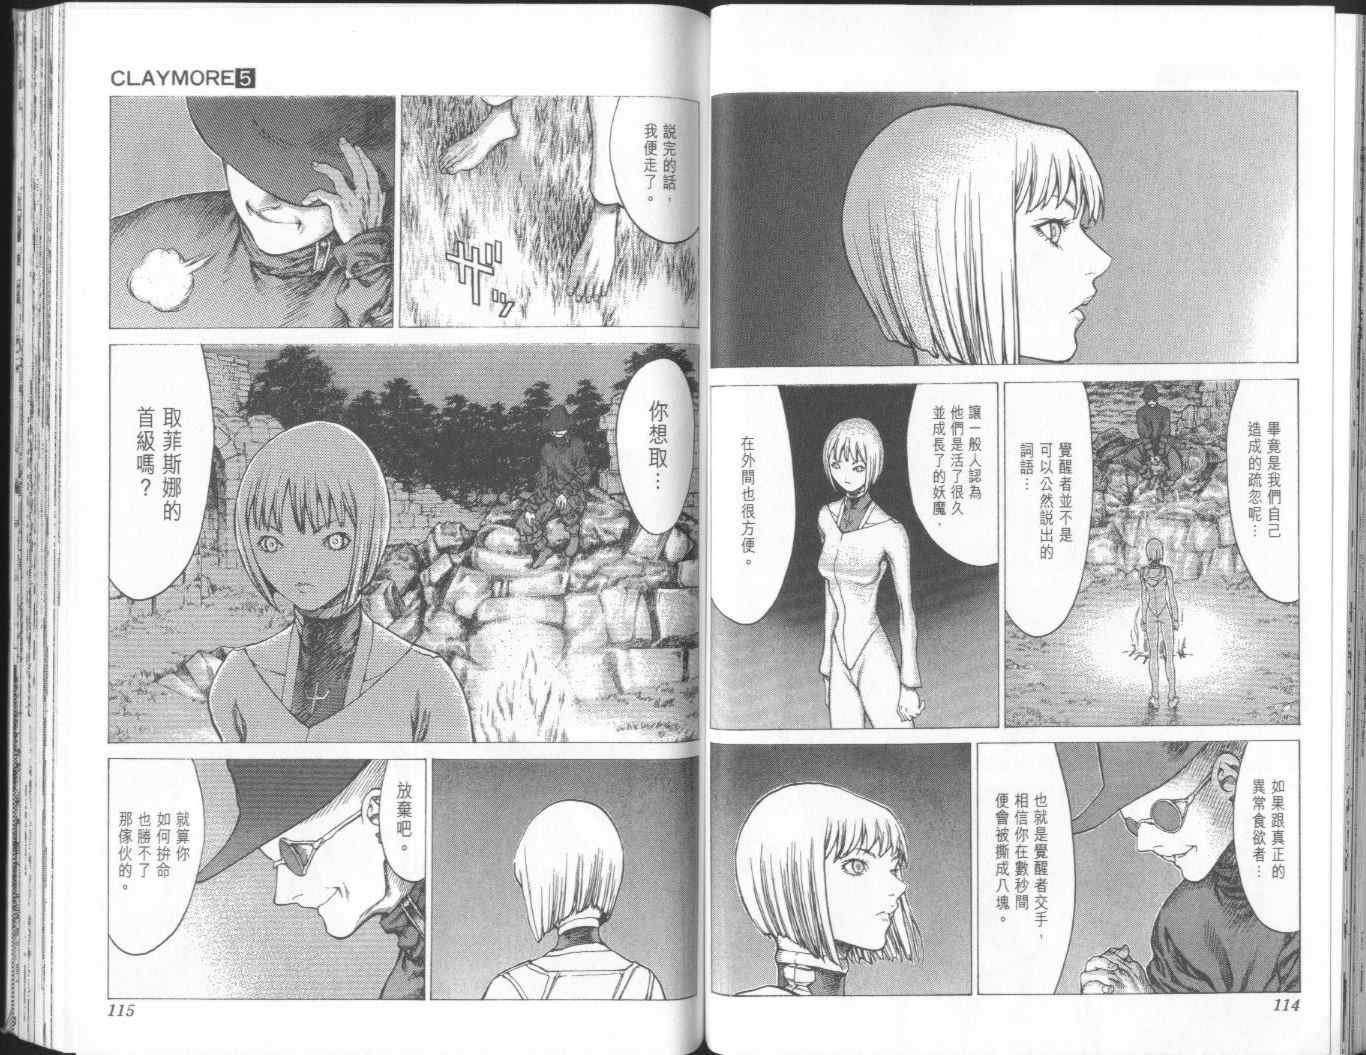 畢竟是我們自己
造成的疏忽呢…
覺醒者並不是
可以公然説出的
詞語…
讓一般人認為
他們是活了很久
並成長了的妖魔，
在外間也很方便。
如果跟真正的
異常食欲者…
也就是覺醒者交手，
相信你在數秒間
便會被撕成八塊。
114
CLAYMORE5
説完的話，
我便走了。
ザッ
你想取…
取菲斯娜的
首級嗎？
放棄吧。
就算你
如何拚命
也勝不了
那傢伙的。
115